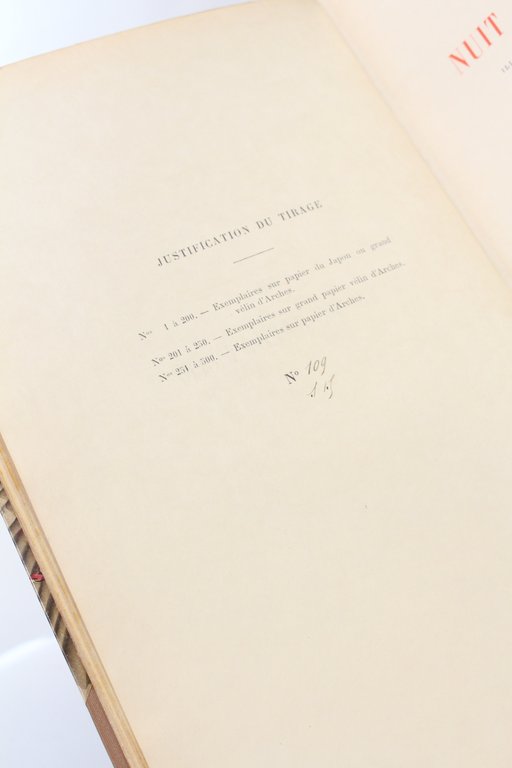 JUSTIFICATION DU TIRAGE
Nos 1 à 200. — Exemplaires sur papier du Japon ou grand
vélin d'Arches.
Nos 201 à 250. — Exemplaires sur grand papier vélin d'Arches.
Nos 251 à 500. — Exemplaires sur papier d'Arches.
No 109
NUIT